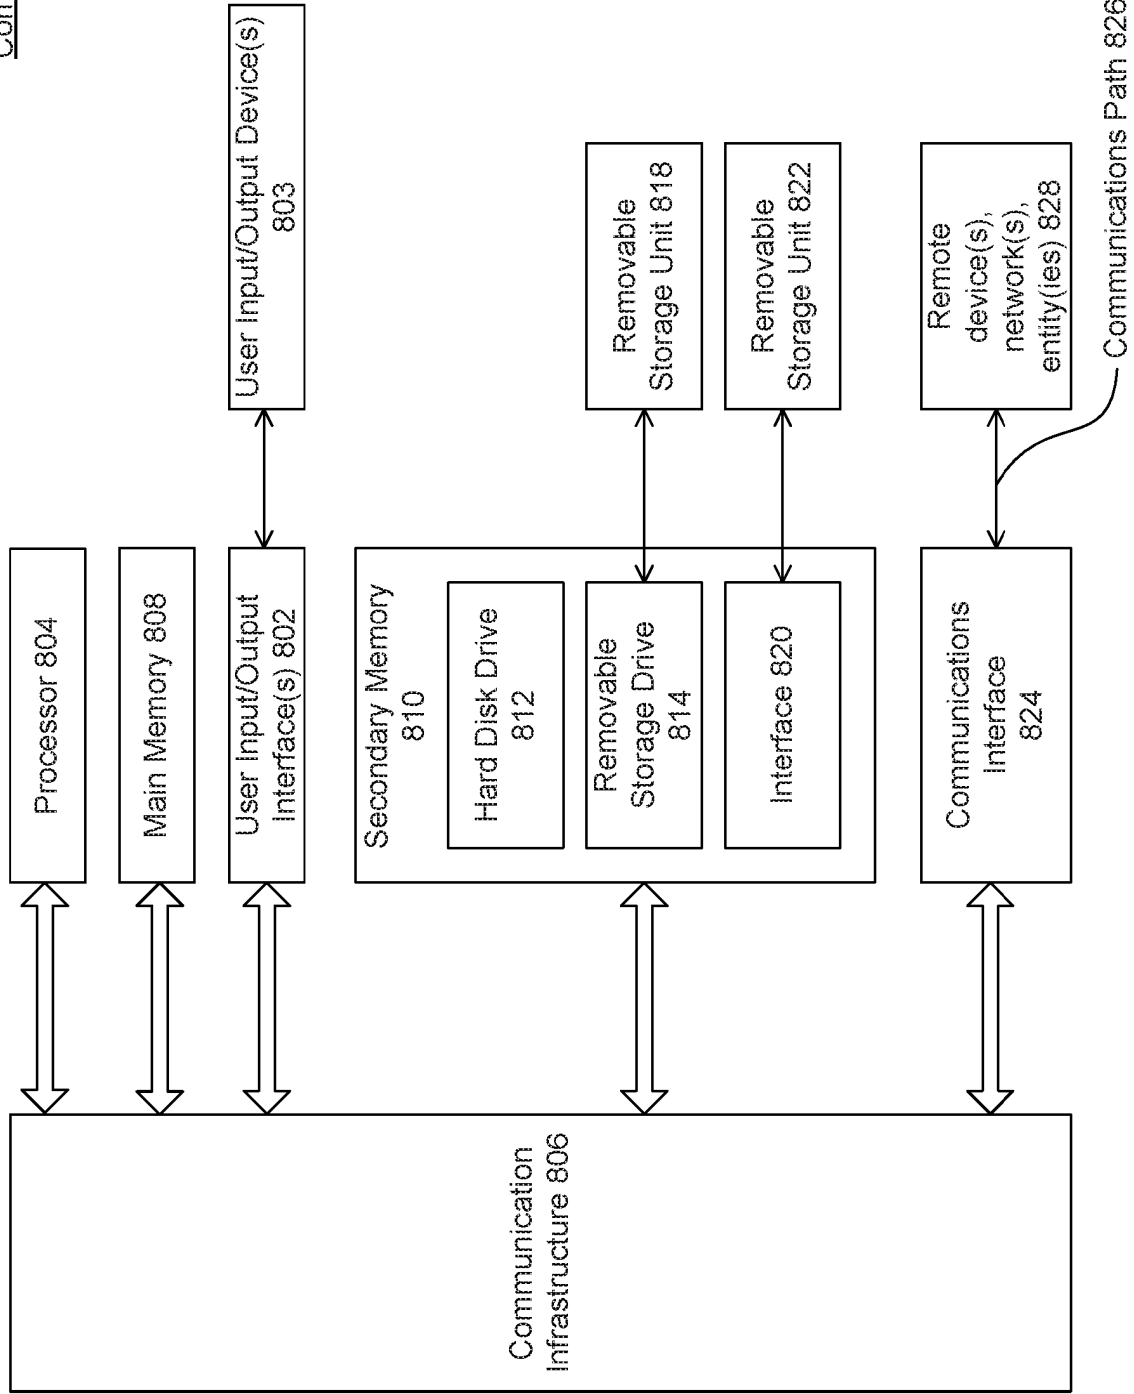 Processor 804
Main Memory 808
User Input/Output
Interface(s) 802
User Input/Output Device(s)
803
Secondary Memory
810
Hard Disk Drive
812
Removable
Storage Drive
814
Removable
Storage Unit 818
Interface 820
Removable
Storage Unit 822
Communications
Interface
824
Remote
device(s),
network(s),
entity(ies) 828
Communications Path 826
Communication
Infrastructure 806